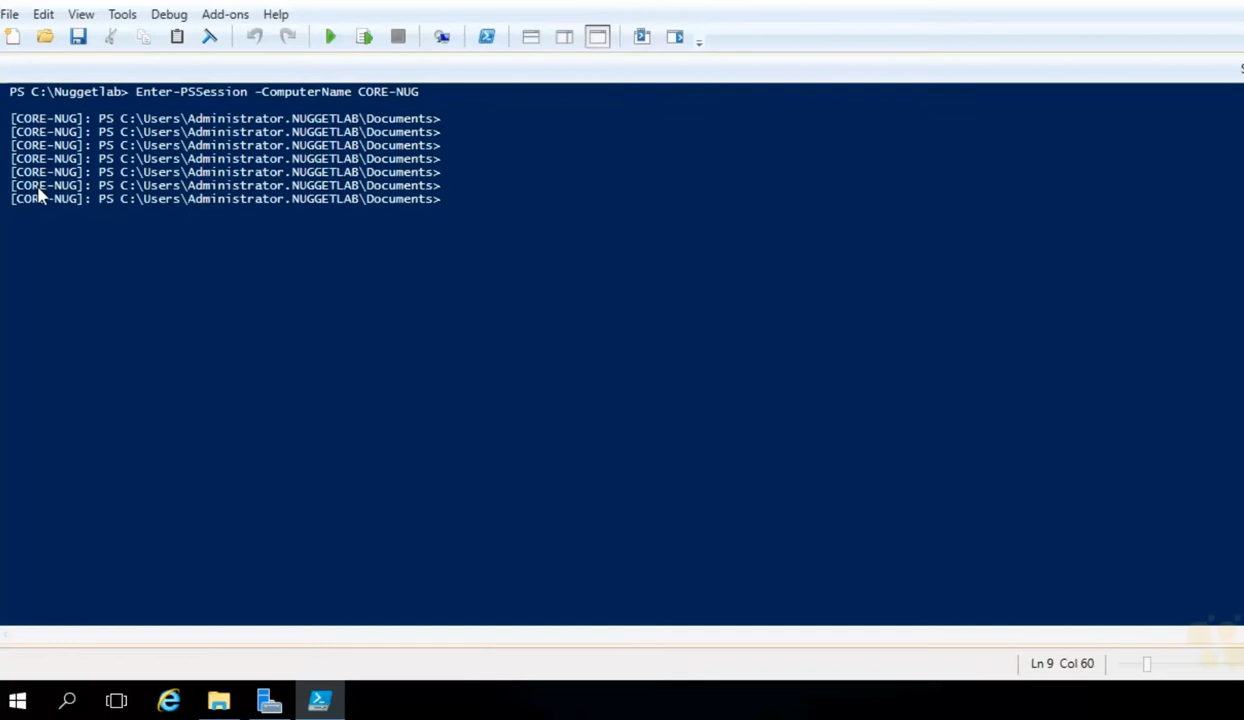 File Edit View Tools Debug Add-ons Help
PS C:\Nuggetlab> Enter-PSSession -ComputerName CORE-NUG
[CORE-NUG]: PS C:\Users\Administrator.NUGGETLAB\Documents>
[CORE-NUG]: PS C:\Users\Administrator.NUGGETLAB\Documents>
[CORE-NUG]: PS C:\Users\Administrator.NUGGETLAB\Documents>
[CORE-NUG]: PS C:\Users\Administrator.NUGGETLAB\Documents>
[CORE-NUG]: PS C:\Users\Administrator.NUGGETLAB\Documents>
[CORE-NUG]: PS C:\Users\Administrator.NUGGETLAB\Documents>
[CORE-NUG]: PS C:\Users\Administrator.NUGGETLAB\Documents>
Ln 9 Col 60